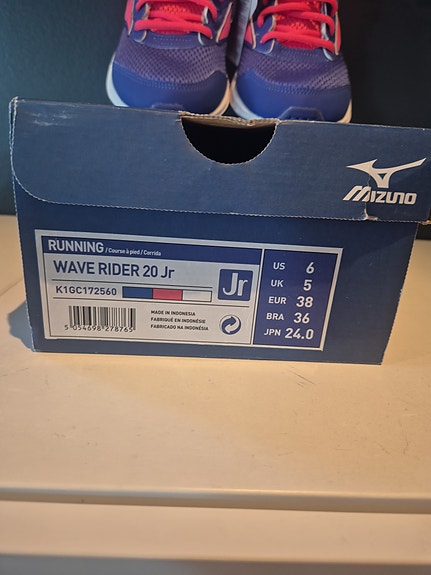 MIZUNO
RUNNING / Course à pied / Corrida
WAVE RIDER 20 Jr
K1GC172560
Jr
MADE IN INDONESIA
FABRIQUÉ EN INDONÉSIE
FABRICADO NA INDONÉSIA
5 054698 278765
US 6
UK 5
EUR 38
BRA 36
JPN 24.0